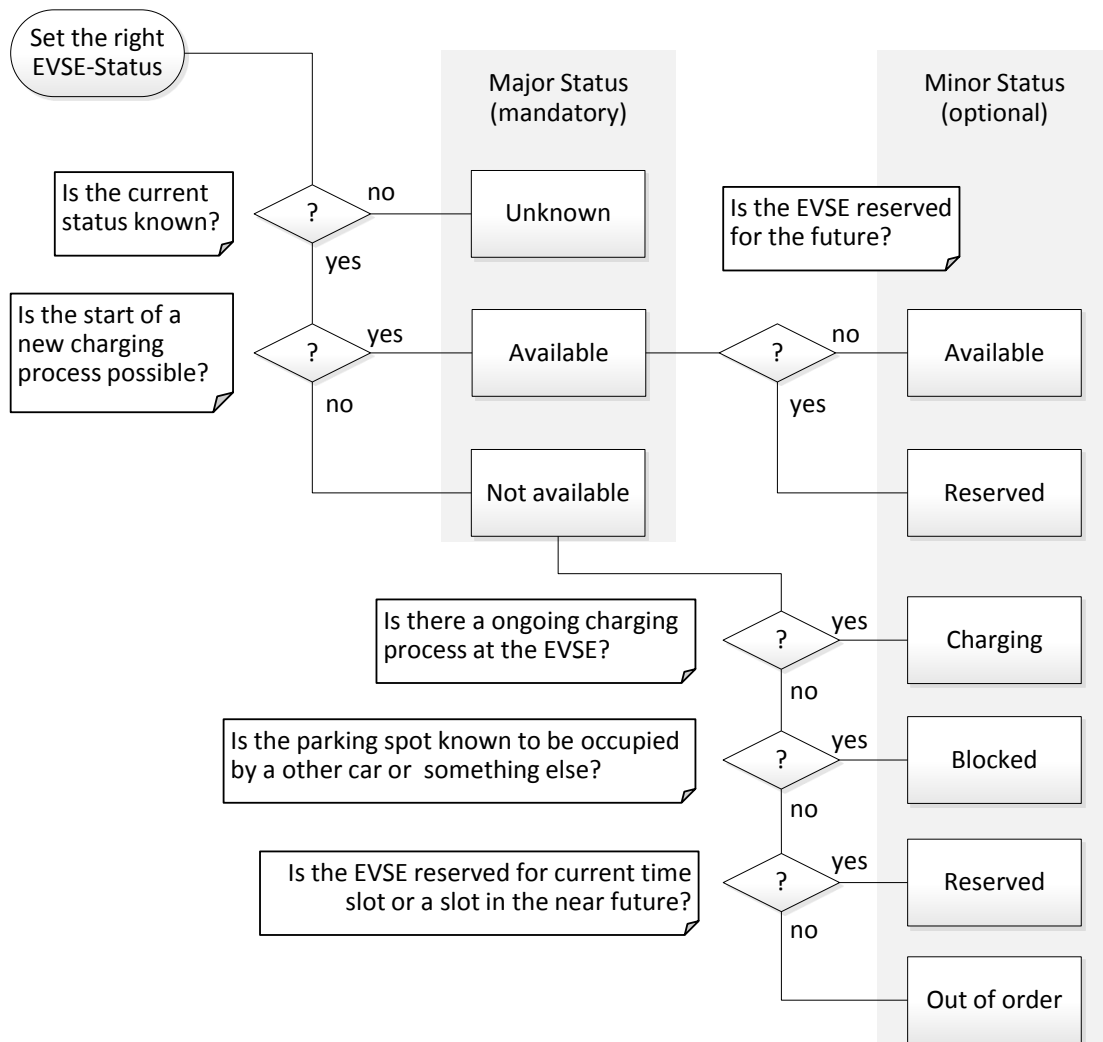 Set the right
EVSE-Status
Major Status
(mandatory)
Minor Status
(optional)
Is the current
status known?
?
no
Unknown
yes
Is the EVSE reserved
for the future?
Is the start of a
new charging
process possible?
?
yes
Available
?
no
Available
no
yes
Not available
Reserved
Is there a ongoing charging
process at the EVSE?
?
yes
Charging
no
Is the parking spot known to be occupied
by a other car or  something else?
?
yes
Blocked
no
Is the EVSE reserved for current time
slot or a slot in the near future?
?
yes
Reserved
no
Out of order